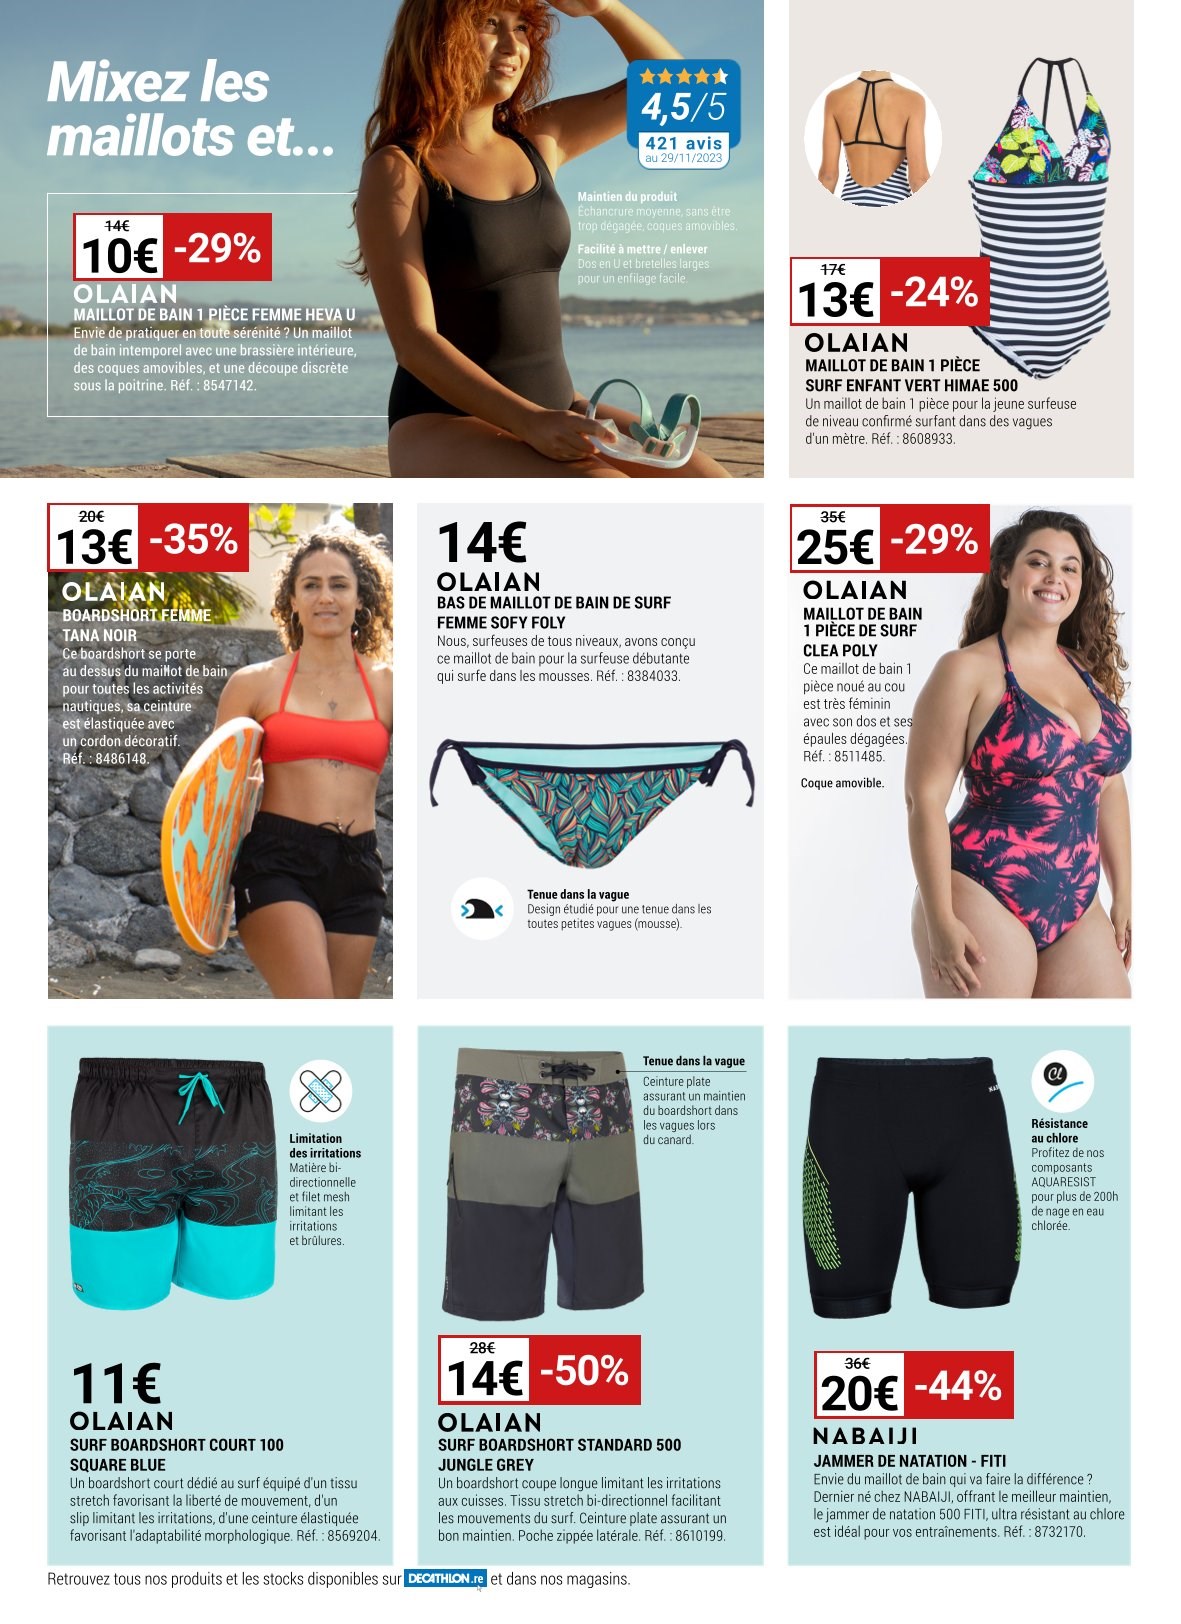 Mixez les
maillots et...
4,5/5
421 avis
au 29/11/2023
Maintien du produit
Échancrure moyenne, sans être
trop dégagée, coques amovibles.
Facilité à mettre / enlever
Dos en U et bretelles larges
pour un enfilage facile.
14€
10€ -29%
OLAIAN
MAILLOT DE BAIN 1 PIÈCE FEMME HEVA U
Envie de pratiquer en toute sérénité ? Un maillot
de bain intemporel avec une brassière intérieure,
des coques amovibles, et une découpe discrète
sous la poitrine. Réf. : 8547142.
17€
13€ -24%
OLAIAN
MAILLOT DE BAIN 1 PIÈCE
SURF ENFANT VERT HIMAE 500
Un maillot de bain 1 pièce pour la jeune surfeuse
de niveau confirmé surfant dans des vagues
d'un mètre. Réf. : 8608933.
20€
13€ -35%
OLAIAN
BOARDSHORT FEMME
TANA NOIR
Ce boardshort se porte
au dessus du maillot de bain
pour toutes les activités
nautiques, sa ceinture
est élastiquée avec
un cordon décoratif.
Réf. : 8486148.
14€
OLAIAN
BAS DE MAILLOT DE BAIN DE SURF
FEMME SOFY FOLY
Nous, surfeuses de tous niveaux, avons conçu
ce maillot de bain pour la surfeuse débutante
qui surfe dans les mousses. Réf. : 8384033.
Tenue dans la vague
Design étudié pour une tenue dans les
toutes petites vagues (mousse).
35€
25€ -29%
OLAIAN
MAILLOT DE BAIN
1 PIÈCE DE SURF
CLEA POLY
Ce maillot de bain 1
pièce noué au cou
est très féminin
avec son dos et ses
épaules dégagées.
Réf. : 8511485.
Coque amovible.
Limitation
des irritations
Matière bi-
directionnelle
et filet mesh
limitant les
irritations
et brûlures.
11€
OLAIAN
SURF BOARDSHORT COURT 100
SQUARE BLUE
Un boardshort court dédié au surf équipé d'un tissu
stretch favorisant la liberté de mouvement, d'un
slip limitant les irritations, d'une ceinture élastiquée
favorisant l'adaptabilité morphologique. Réf. : 8569204.
Tenue dans la vague
Ceinture plate
assurant un maintien
du boardshort dans
les vagues lors
du canard.
28€
14€ -50%
OLAIAN
SURF BOARDSHORT STANDARD 500
JUNGLE GREY
Un boardshort coupe longue limitant les irritations
aux cuisses. Tissu stretch bi-directionnel facilitant
les mouvements du surf. Ceinture plate assurant un
bon maintien. Poche zippée latérale. Réf. : 8610199.
Cl
Résistance
au chlore
Profitez de nos
composants
AQUARESIST
pour plus de 200h
de nage en eau
chlorée.
36€
20€ -44%
NABAIJI
JAMMER DE NATATION - FITI
Envie du maillot de bain qui va faire la différence ?
Dernier né chez NABAIJI, offrant le meilleur maintien,
le jammer de natation 500 FITI, ultra résistant au chlore
est idéal pour vos entraînements. Réf. : 8732170.
Retrouvez tous nos produits et les stocks disponibles sur DECATHLON.re et dans nos magasins.